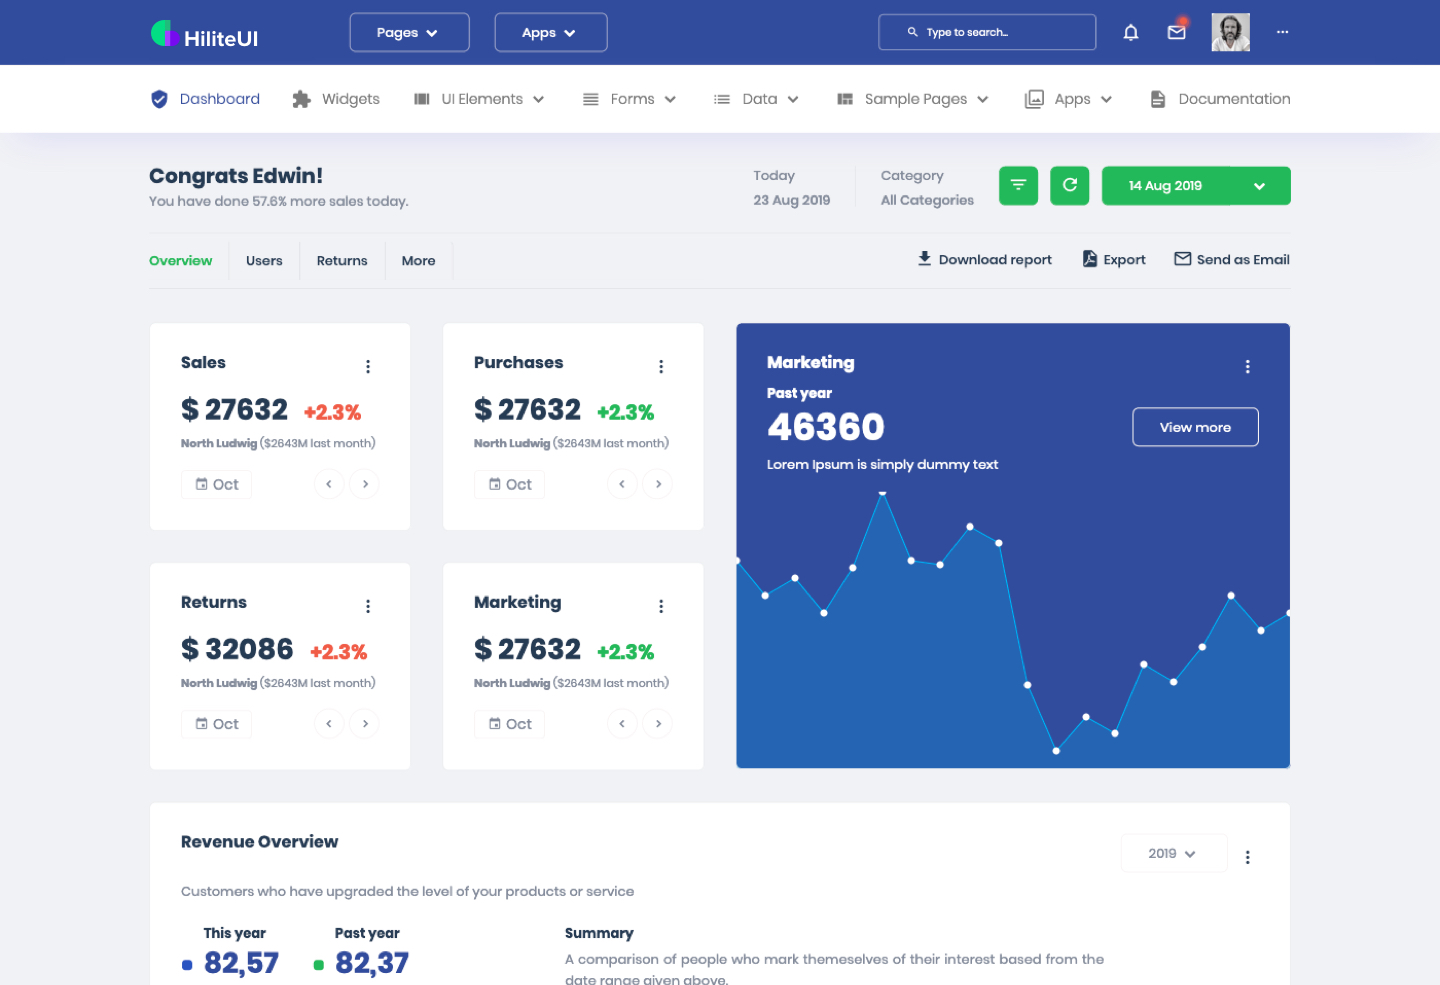 HiliteUI
Pages
Apps
Type to search...
Dashboard
Widgets
UI Elements
Forms
Data
Sample Pages
Apps
Documentation
Congrats Edwin!
You have done 57.6% more sales today.
Today
23 Aug 2019
Category
All Categories
14 Aug 2019
Overview
Users
Returns
More
Download report
Export
Send as Email
Sales
$ 27632 +2.3%
North Ludwig ($2643M last month)
Oct
Purchases
$ 27632 +2.3%
North Ludwig ($2643M last month)
Oct
Marketing
Past year
46360
Lorem Ipsum is simply dummy text
View more
Returns
$ 32086 +2.3%
North Ludwig ($2643M last month)
Oct
Marketing
$ 27632 +2.3%
North Ludwig ($2643M last month)
Oct
Revenue Overview
2019
Customers who have upgraded the level of your products or service
This year
82,57
Past year
82,37
Summary
A comparison of people who mark themeselves of their interest based from the
date range given above.